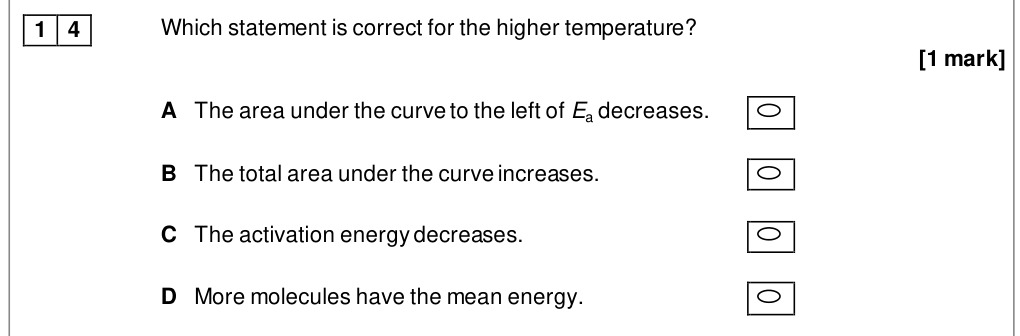 14 Which statement is correct for the higher temperature?
[1 mark]
A The area under the curve to the left of Ea decreases.
B The total area under the curve increases.
C The activation energy decreases.
D More molecules have the mean energy.